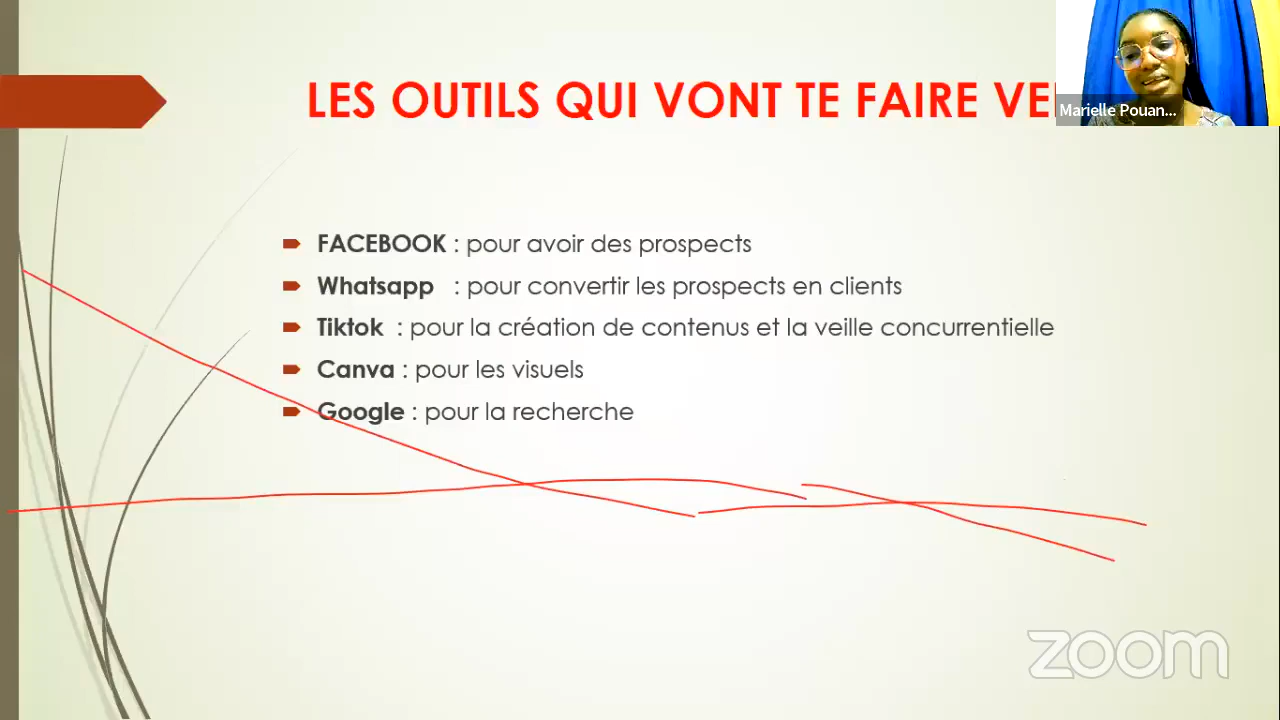 LES OUTILS QUI VONT TE FAIRE
Marielle Pouan...
FACEBOOK : pour avoir des prospects
Whatsapp : pour convertir les prospects en clients
Tiktok : pour la création de contenus et la veille concurrentielle
Canva : pour les visuels
Google : pour la recherche
zoom